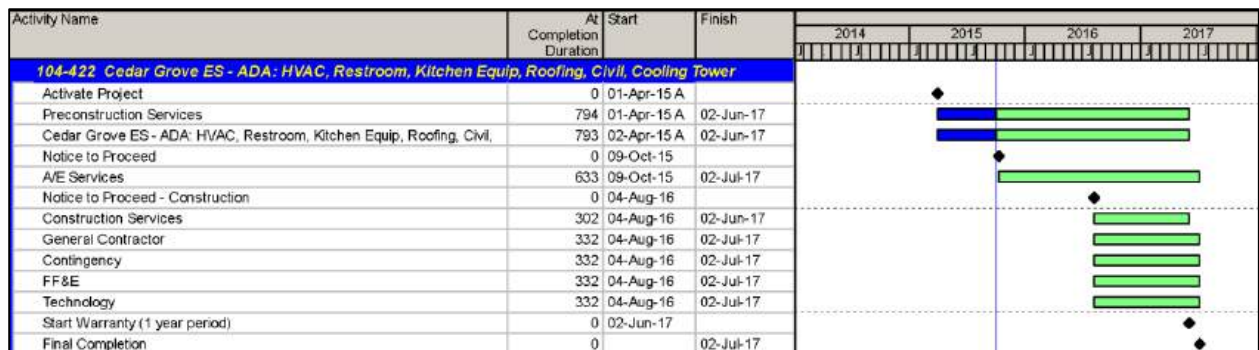 Activity Name At Completion Duration Start Finish
2014 2015 2016 2017
J J J J J J J
104-422 Cedar Grove ES - ADA: HVAC, Restroom, Kitchen Equip, Roofing, Civil, Cooling Tower
Activate Project 0 01-Apr-15 A
Preconstruction Services 794 01-Apr-15 A 02-Jun-17
Cedar Grove ES - ADA: HVAC, Restroom, Kitchen Equip, Roofing, Civil, 793 02-Apr-15 A 02-Jun-17
Notice to Proceed 0 09-Oct-15
A/E Services 633 09-Oct-15 02-Jul-17
Notice to Proceed - Construction 0 04-Aug-16
Construction Services 302 04-Aug-16 02-Jun-17
General Contractor 332 04-Aug-16 02-Jul-17
Contingency 332 04-Aug-16 02-Jul-17
FF&E 332 04-Aug-16 02-Jul-17
Technology 332 04-Aug-16 02-Jul-17
Start Warranty (1 year period) 0 02-Jun-17
Final Completion 0 02-Jul-17